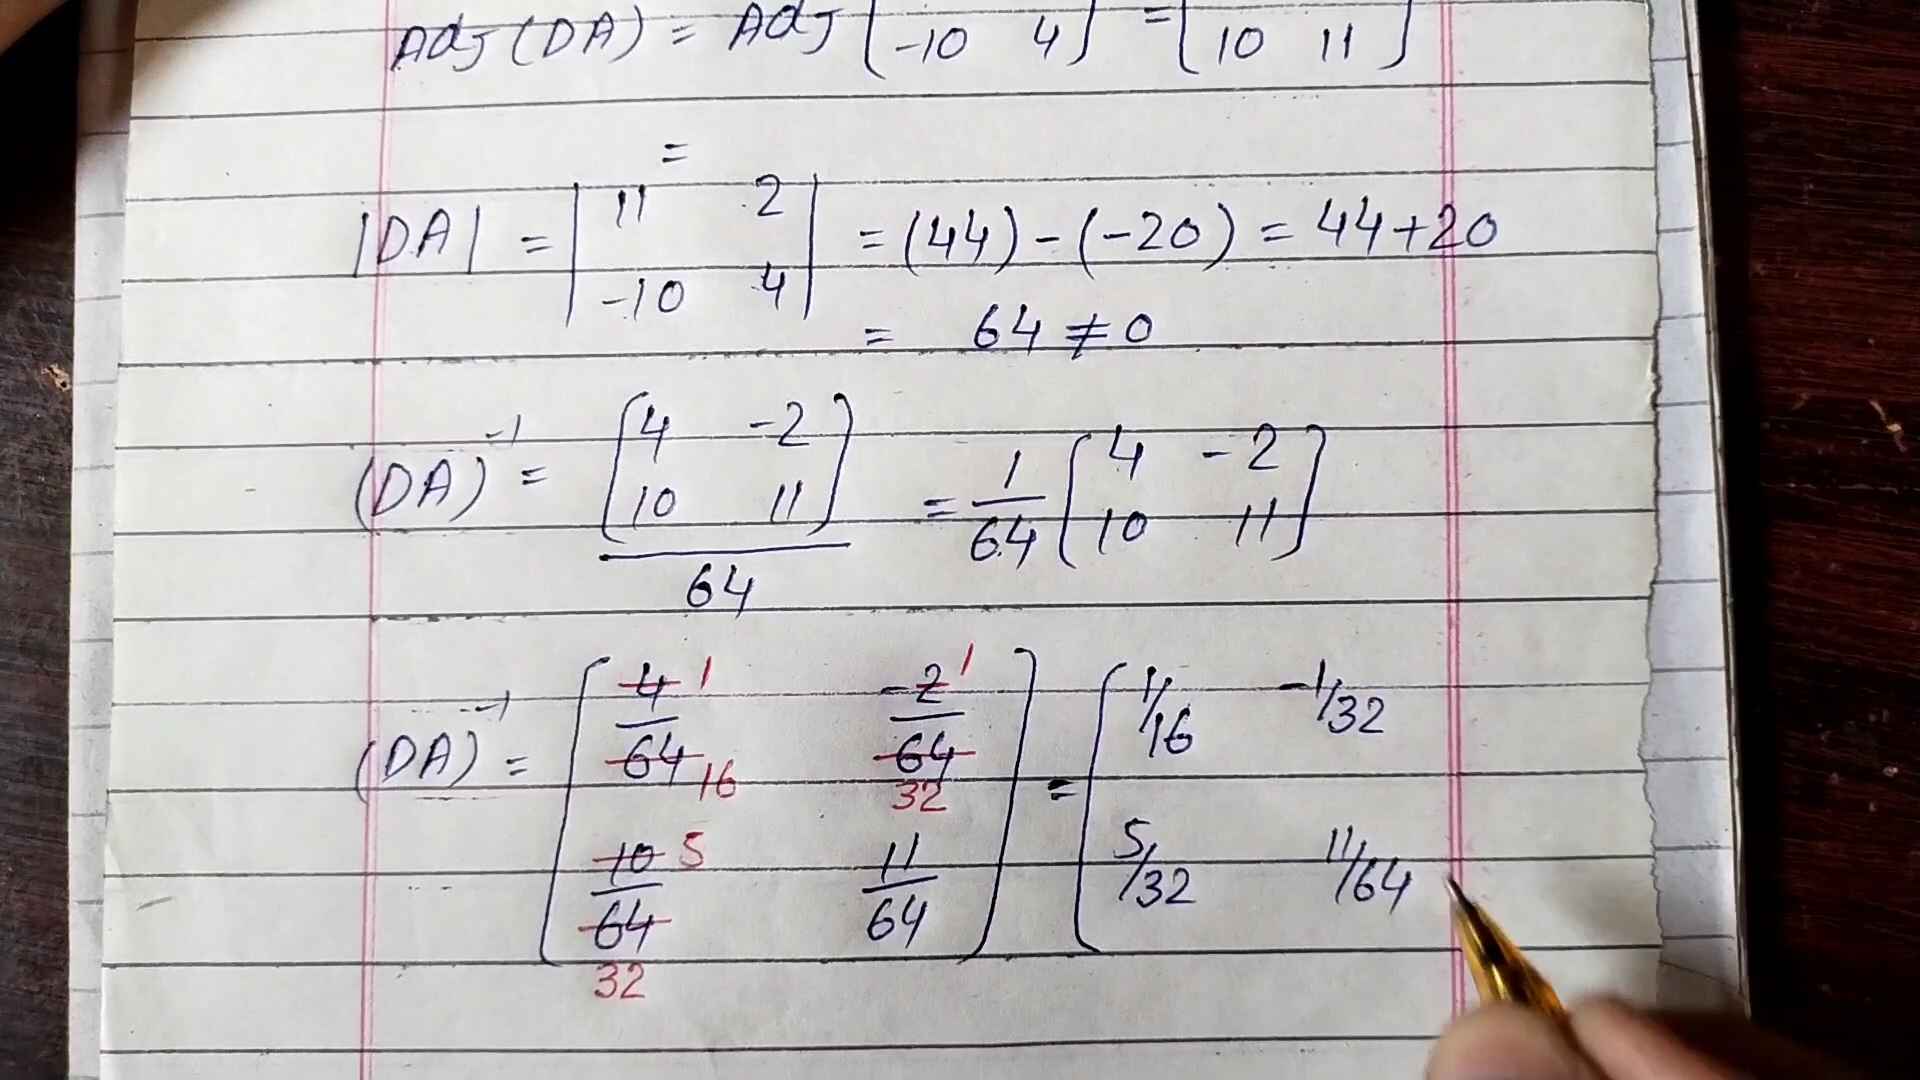 Adj (DA) = Adj [ -10 4 ] = [ 10 11 ]
=
|DA| = | 11 2 | = (44) - (-20) = 44+20
| -10 4 |
= 64 ≠ 0
(DA)⁻¹ = [ 4 -2 ] = 1/64 [ 4 -2 ]
[ 10 11 ] [ 10 11 ]
64
(DA)⁻¹ = [ 4/64 -2/64 ] = [ 1/16 -1/32
1 1
16 32
[ 10/64 11/64 ] 5/32 11/64
5
32